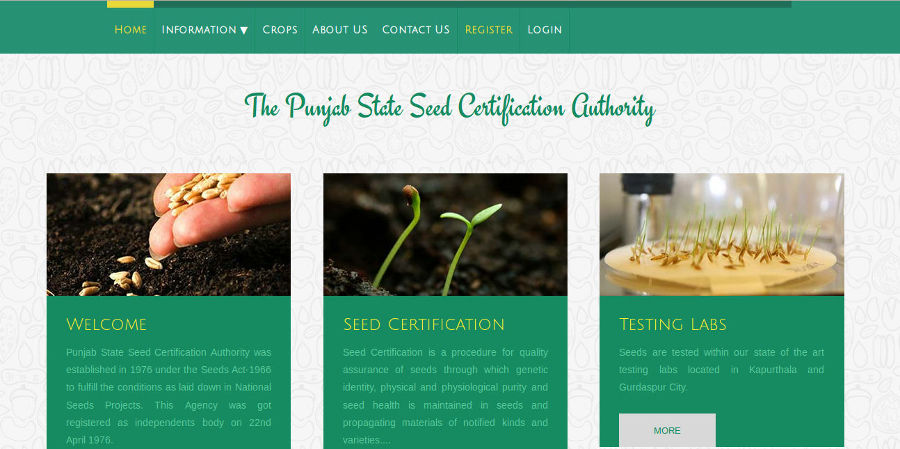 Home Information ▼ Crops About US Contact US Register Login
The Punjab State Seed Certification Authority
Welcome
Punjab State Seed Certification Authority was
established in 1976 under the Seeds Act-1966
to fulfill the conditions as laid down in National
Seeds Projects. This Agency was got
registered as independents body on 22nd
April 1976.
Seed Certification
Seed Certification is a procedure for quality
assurance of seeds through which genetic
identity, physical and physiological purity and
seed health is maintained in seeds and
propagating materials of notified kinds and
varieties....
Testing Labs
Seeds are tested within our state of the art
testing labs located in Kapurthala and
Gurdaspur City.
MORE